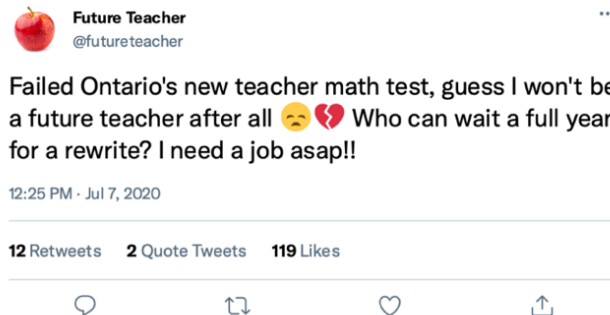 Future Teacher
@futureteacher
Failed Ontario's new teacher math test, guess I won't be
a future teacher after all 😞💔 Who can wait a full year
for a rewrite? I need a job asap!!
12:25 PM · Jul 7, 2020
12 Retweets 2 Quote Tweets 119 Likes